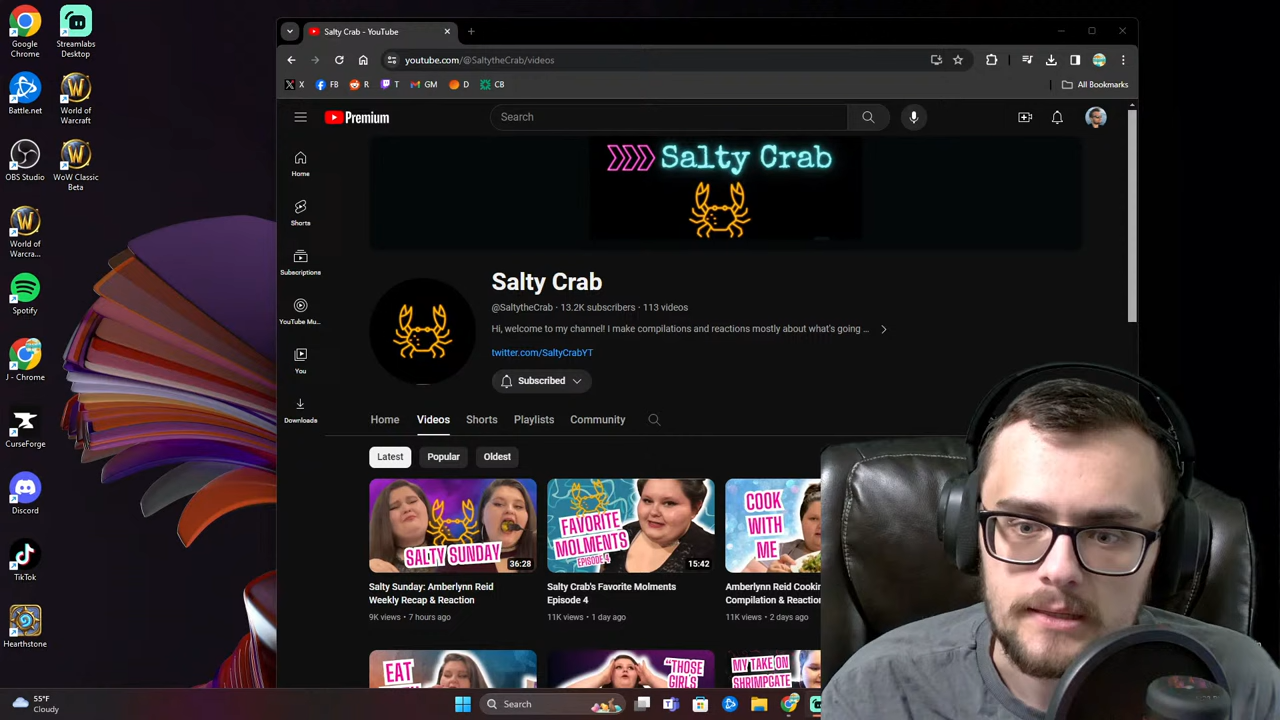 Google Chrome
Streamlabs Desktop
Battle.net
World of Warcraft
OBS Studio
WoW Classic Beta
World of Warcra...
Spotify
J - Chrome
CurseForge
Discord
TikTok
Hearthstone
Salty Crab - YouTube
youtube.com/@SaltytheCrab/videos
X FB R T GM D CB All Bookmarks
Premium
Search
Home
Shorts
Subscriptions
YouTube Mu...
You
Downloads
Salty Crab
Salty Crab
@SaltytheCrab · 13.2K subscribers · 113 videos
Hi, welcome to my channel! I make compilations and reactions mostly about what's going ...
twitter.com/SaltyCrabYT
Subscribed
Home Videos Shorts Playlists Community
Latest Popular Oldest
SALTY SUNDAY
36:28
Salty Sunday: Amberlynn Reid
Weekly Recap & Reaction
9K views · 7 hours ago
FAVORITE
MOLMENTS
EPISODE 4
15:42
Salty Crab's Favorite Molments
Episode 4
11K views · 1 day ago
COOK
WITH
ME
Amberlynn Reid Cooking
Compilation & Reaction
11K views · 2 days ago
EAT
"THOSE
GIRLS
MY TAKE ON
SHRIMPGATE
55°F
Cloudy
Search